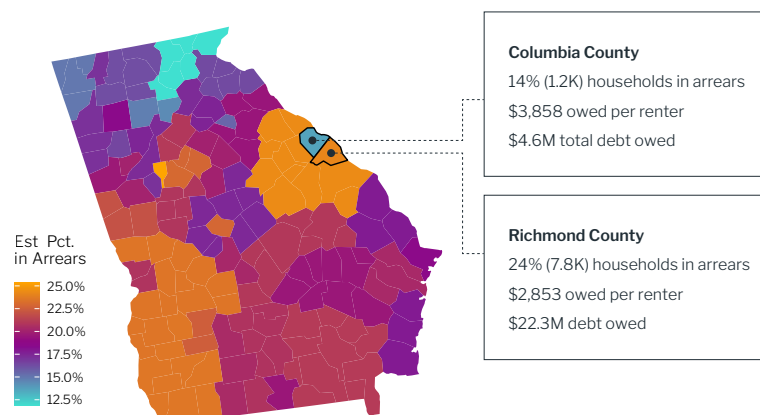 Columbia County
14% (1.2K) households in arrears
$3,858 owed per renter
$4.6M total debt owed
Richmond County
24% (7.8K) households in arrears
$2,853 owed per renter
$22.3M debt owed
Est Pct.
in Arrears
25.0%
22.5%
20.0%
17.5%
15.0%
12.5%